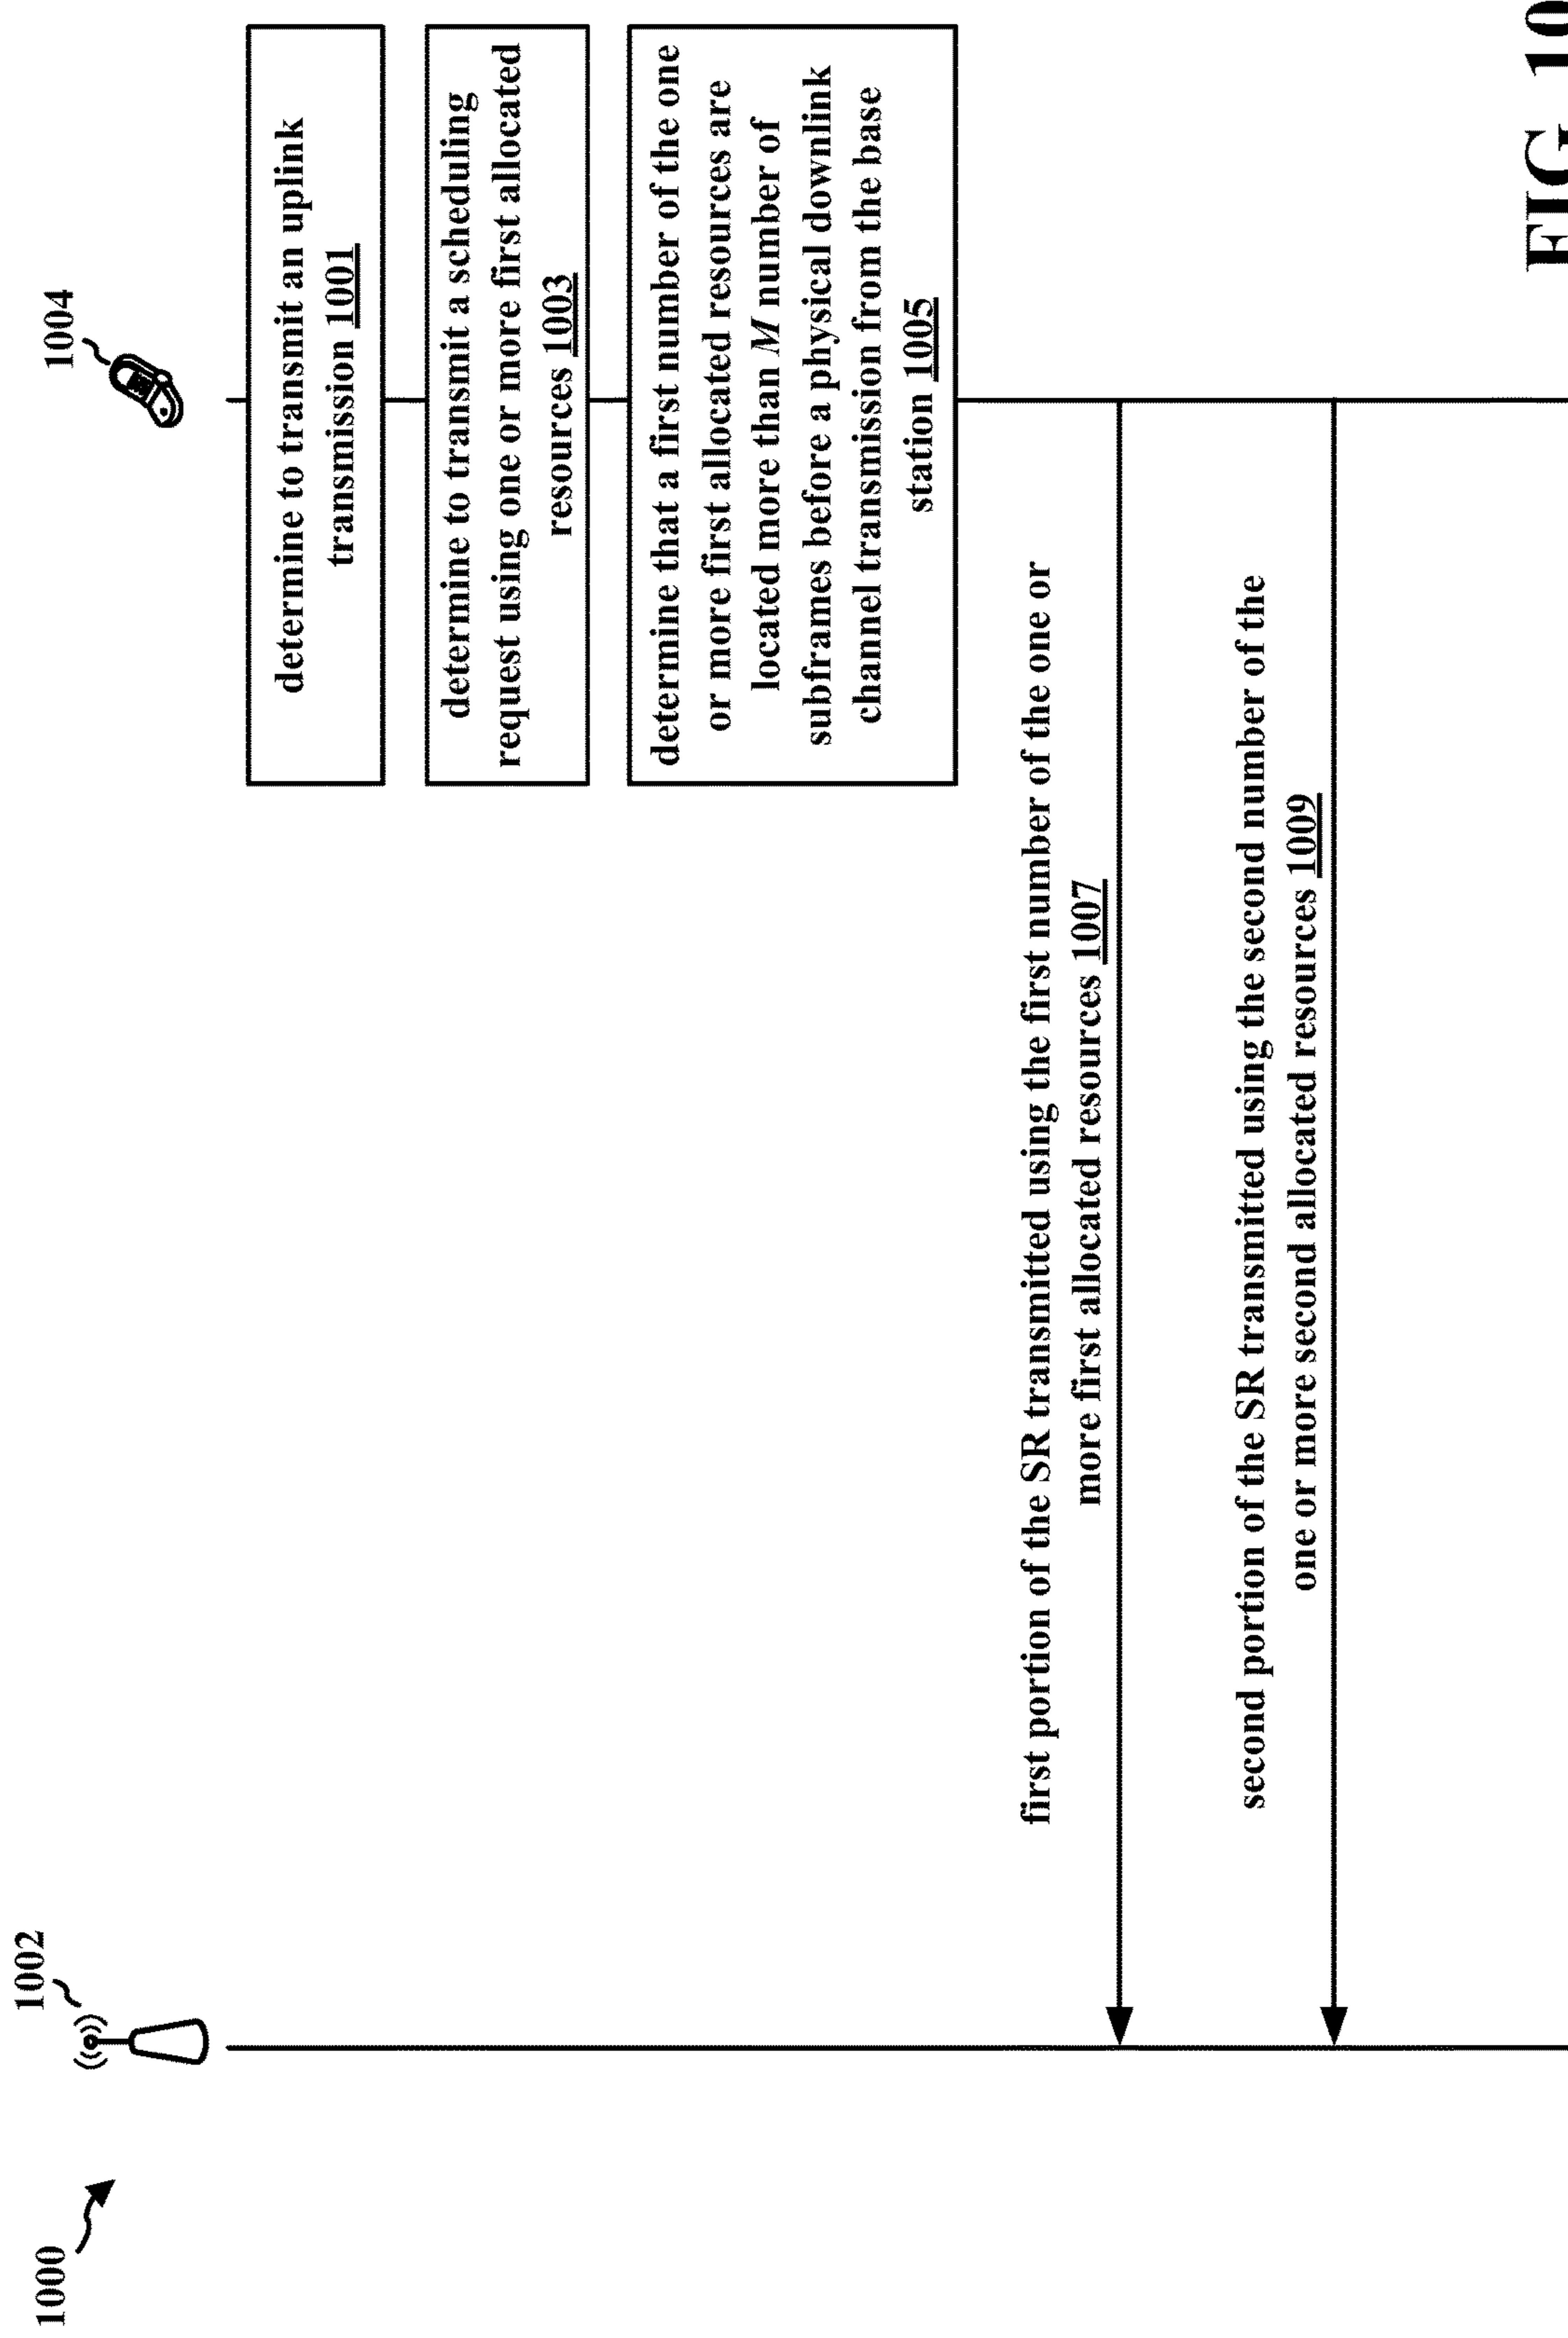 1000
1002
1004
determine to transmit an uplink
transmission 1001
determine to transmit a scheduling
request using one or more first allocated
resources 1003
determine that a first number of the one
or more first allocated resources are
located more than M number of
subframes before a physical downlink
channel transmission from the base
station 1005
first portion of the SR transmitted using the first number of the one or
more first allocated resources 1007
second portion of the SR transmitted using the second number of the
one or more second allocated resources 1009
FIG 10